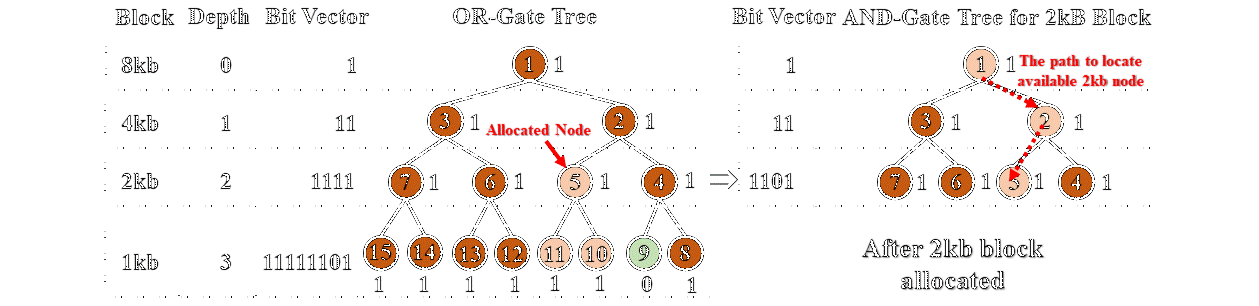 Block Depth Bit Vector OR-Gate Tree Bit Vector AND-Gate Tree for 2kB Block
8kb 0 1 1 1 1 1 1 The path to locate
available 2kb node
4kb 1 11 3 1 Allocated Node 2 1 11 3 1 2 1
2kb 2 1111 7 1 6 1 5 1 4 1 1101 7 1 6 1 5 1 4 1
1kb 3 11111101 15 14 13 12 11 10 9 8
1 1 1 1 1 1 0 1
After 2kb block
allocated